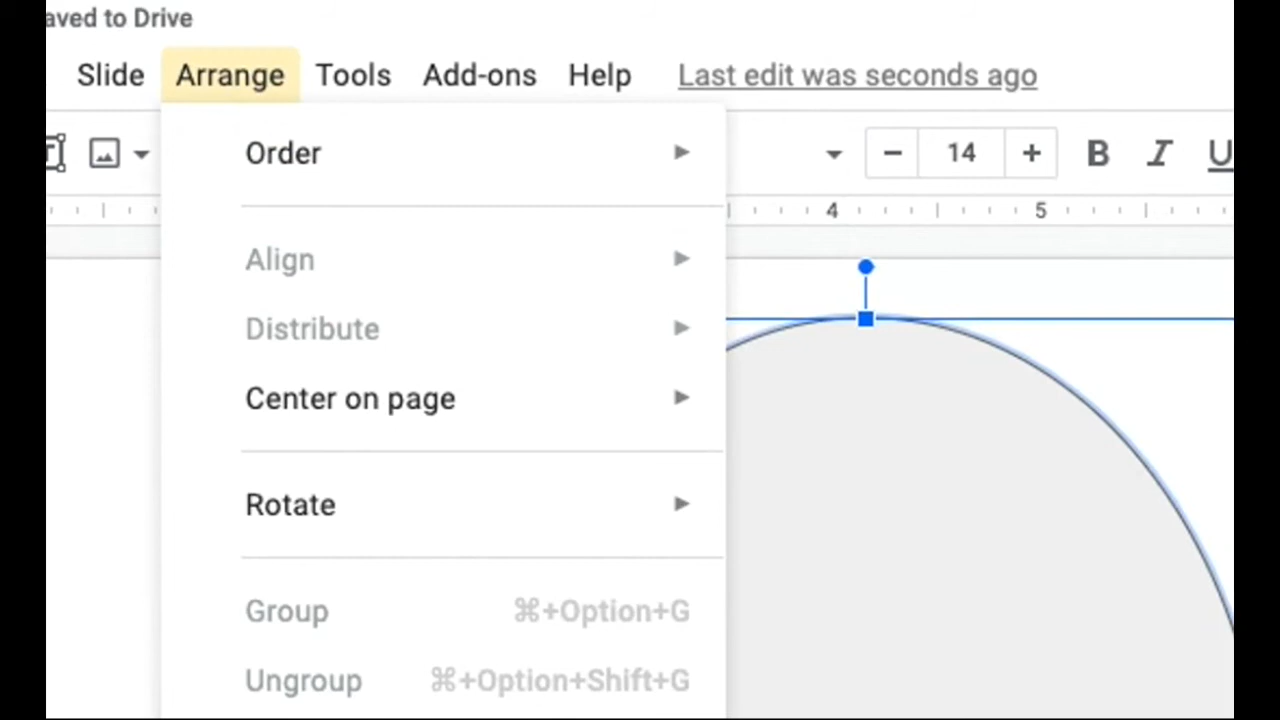 aved to Drive
Slide Arrange Tools Add-ons Help Last edit was seconds ago
Order 14 B I U
4 5
Align
Distribute
Center on page
Rotate
Group ⌘+Option+G
Ungroup ⌘+Option+Shift+G